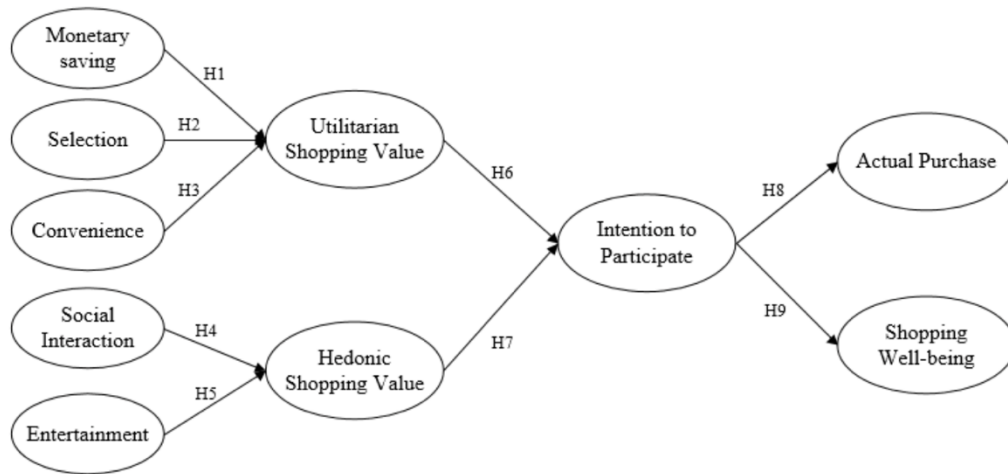 Monetary
saving
H1
Selection
H2
Utilitarian
Shopping Value
H3
Convenience
H6
Actual Purchase
H8
Intention to
Participate
Social
Interaction
H4
H9
Hedonic
Shopping Value
H7
Shopping
Well-being
H5
Entertainment